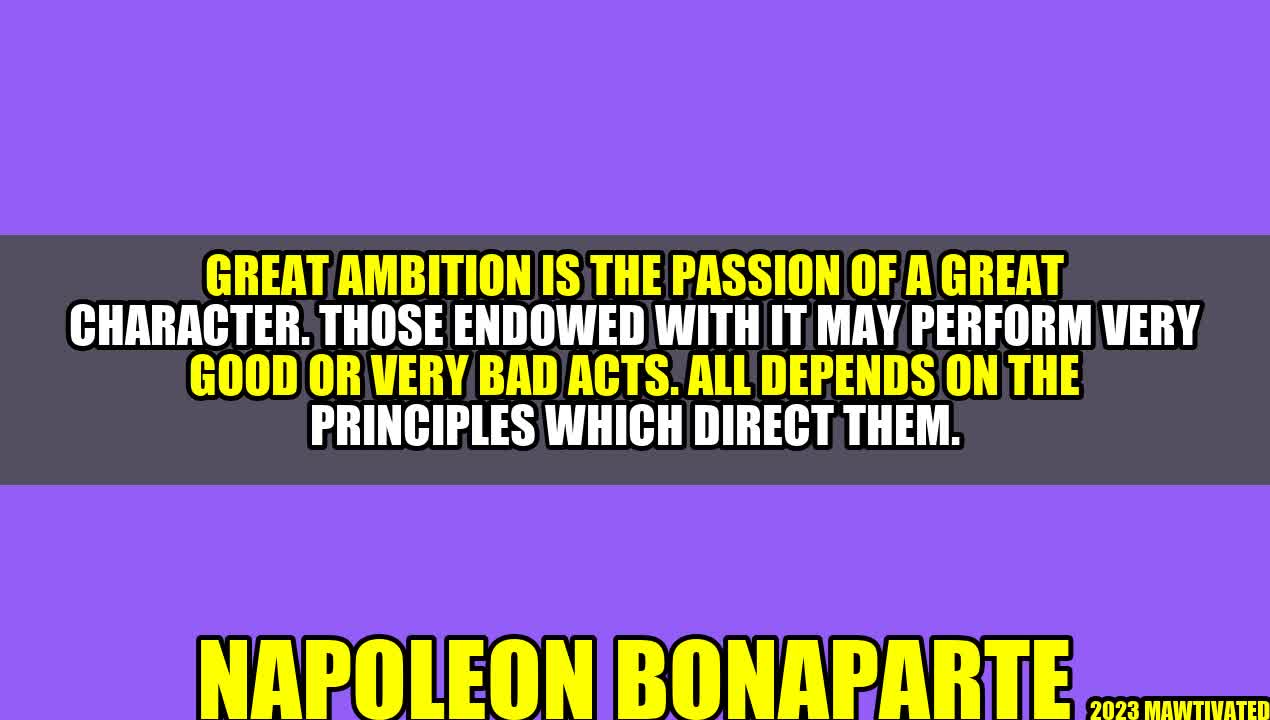 GREAT AMBITION IS THE PASSION OF A GREAT
CHARACTER. THOSE ENDOWED WITH IT MAY PERFORM VERY
GOOD OR VERY BAD ACTS. ALL DEPENDS ON THE
PRINCIPLES WHICH DIRECT THEM.
NAPOLEON BONAPARTE
2023 MAWTIVATED